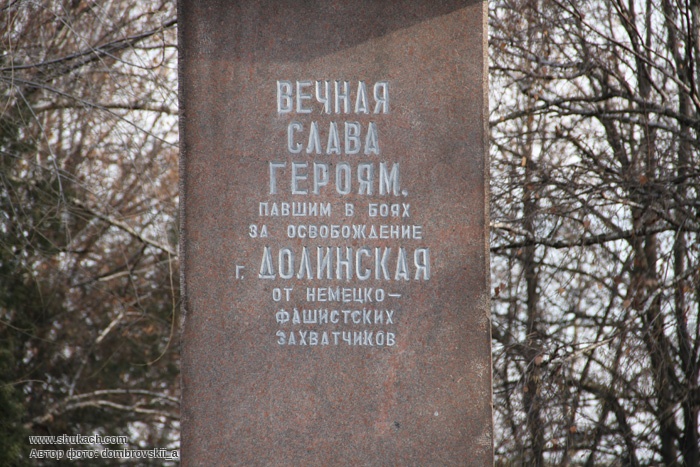 ВЕЧНАЯ
СЛАВА
ГЕРОЯМ.
ПАВШИМ В БОЯХ
ЗА ОСВОБОЖДЕНИЕ
г. ДОЛИНСКАЯ
ОТ НЕМЕЦКО–
ФАШИСТСКИХ
ЗАХВАТЧИКОВ
www.shukach.com
Автор фото: dombrovskii_a